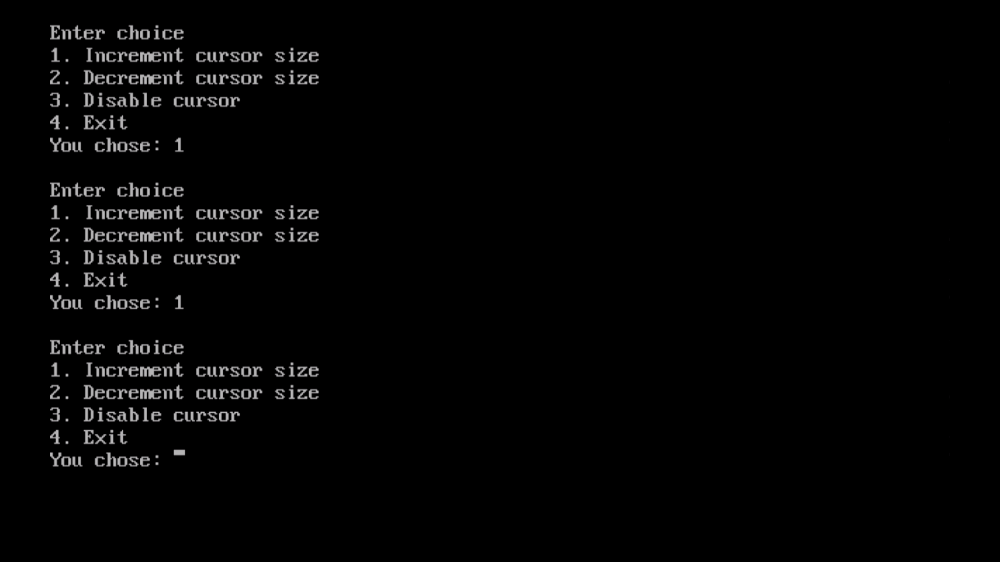 Enter choice
1. Increment cursor size
2. Decrement cursor size
3. Disable cursor
4. Exit
You chose: 1
Enter choice
1. Increment cursor size
2. Decrement cursor size
3. Disable cursor
4. Exit
You chose: 1
Enter choice
1. Increment cursor size
2. Decrement cursor size
3. Disable cursor
4. Exit
You chose: